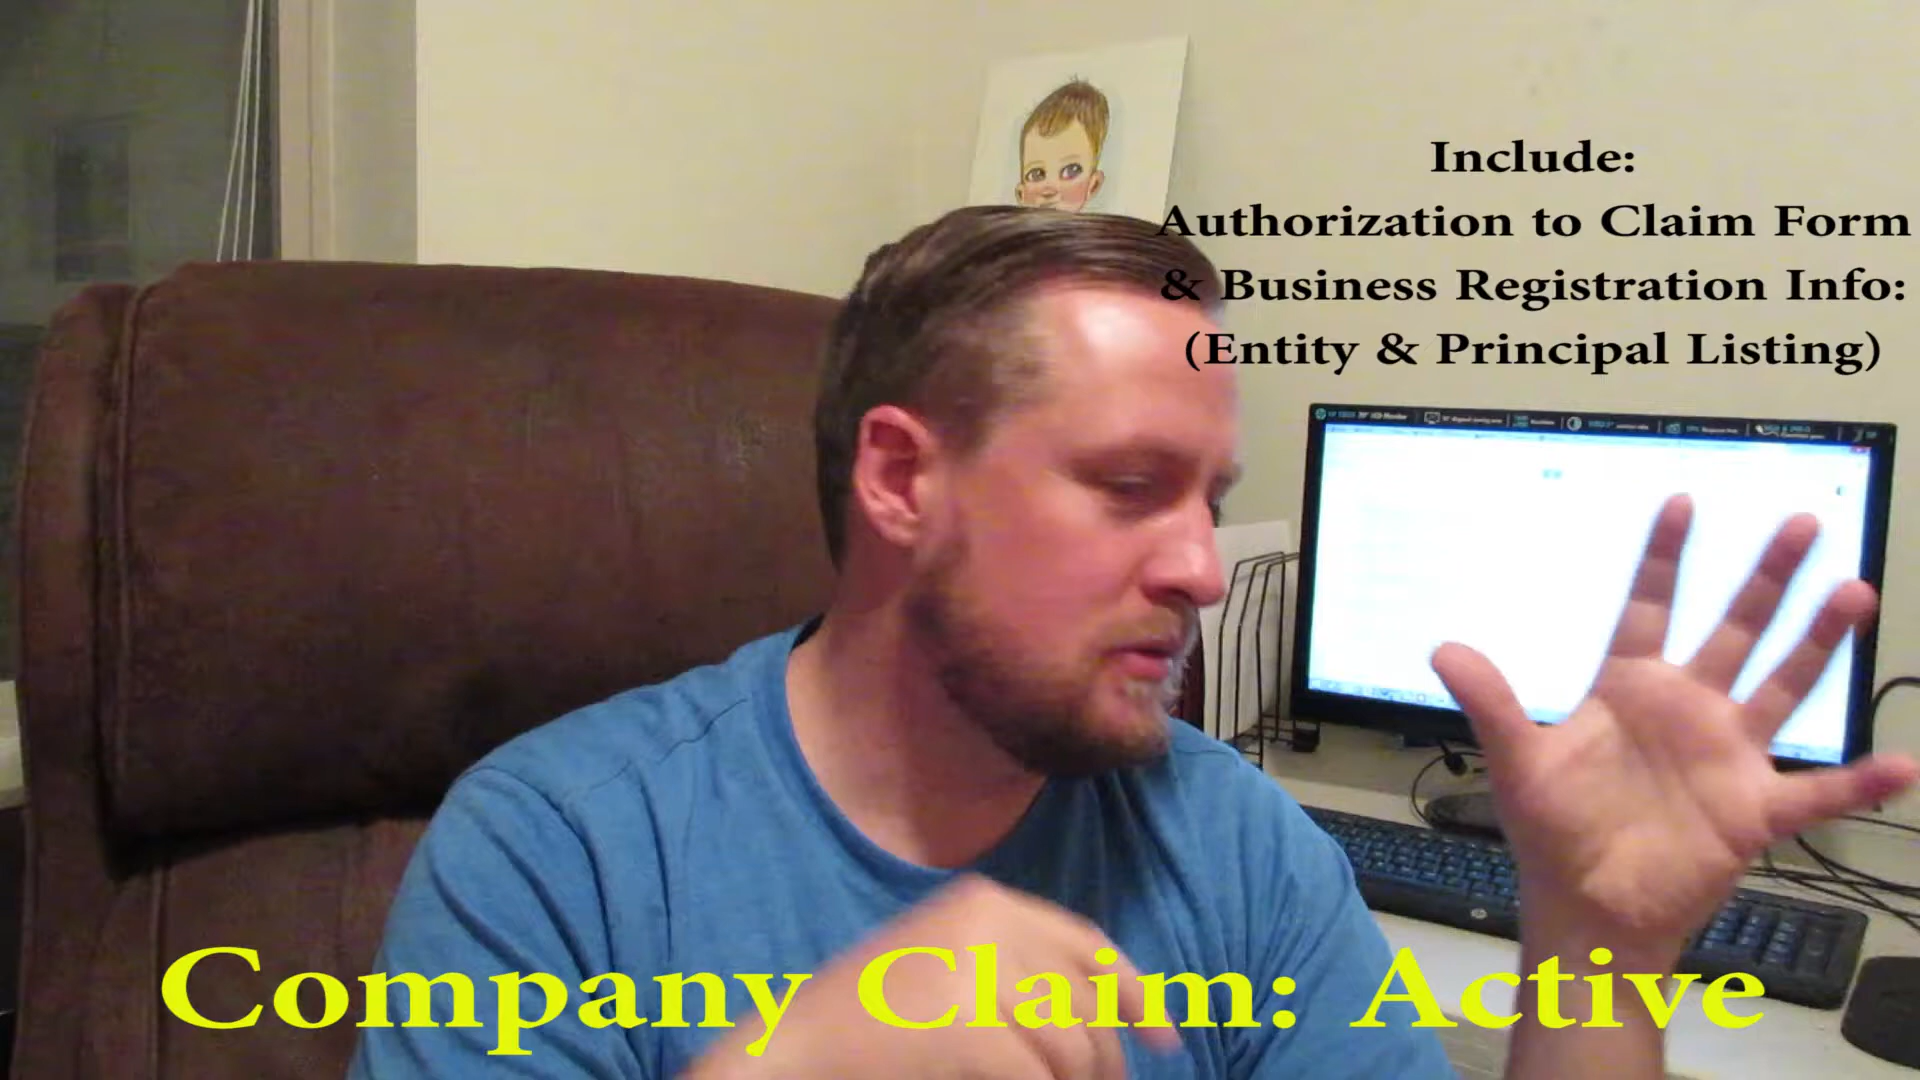 Include:
Authorization to Claim Form
& Business Registration Info:
(Entity & Principal Listing)
Company Claim: Active